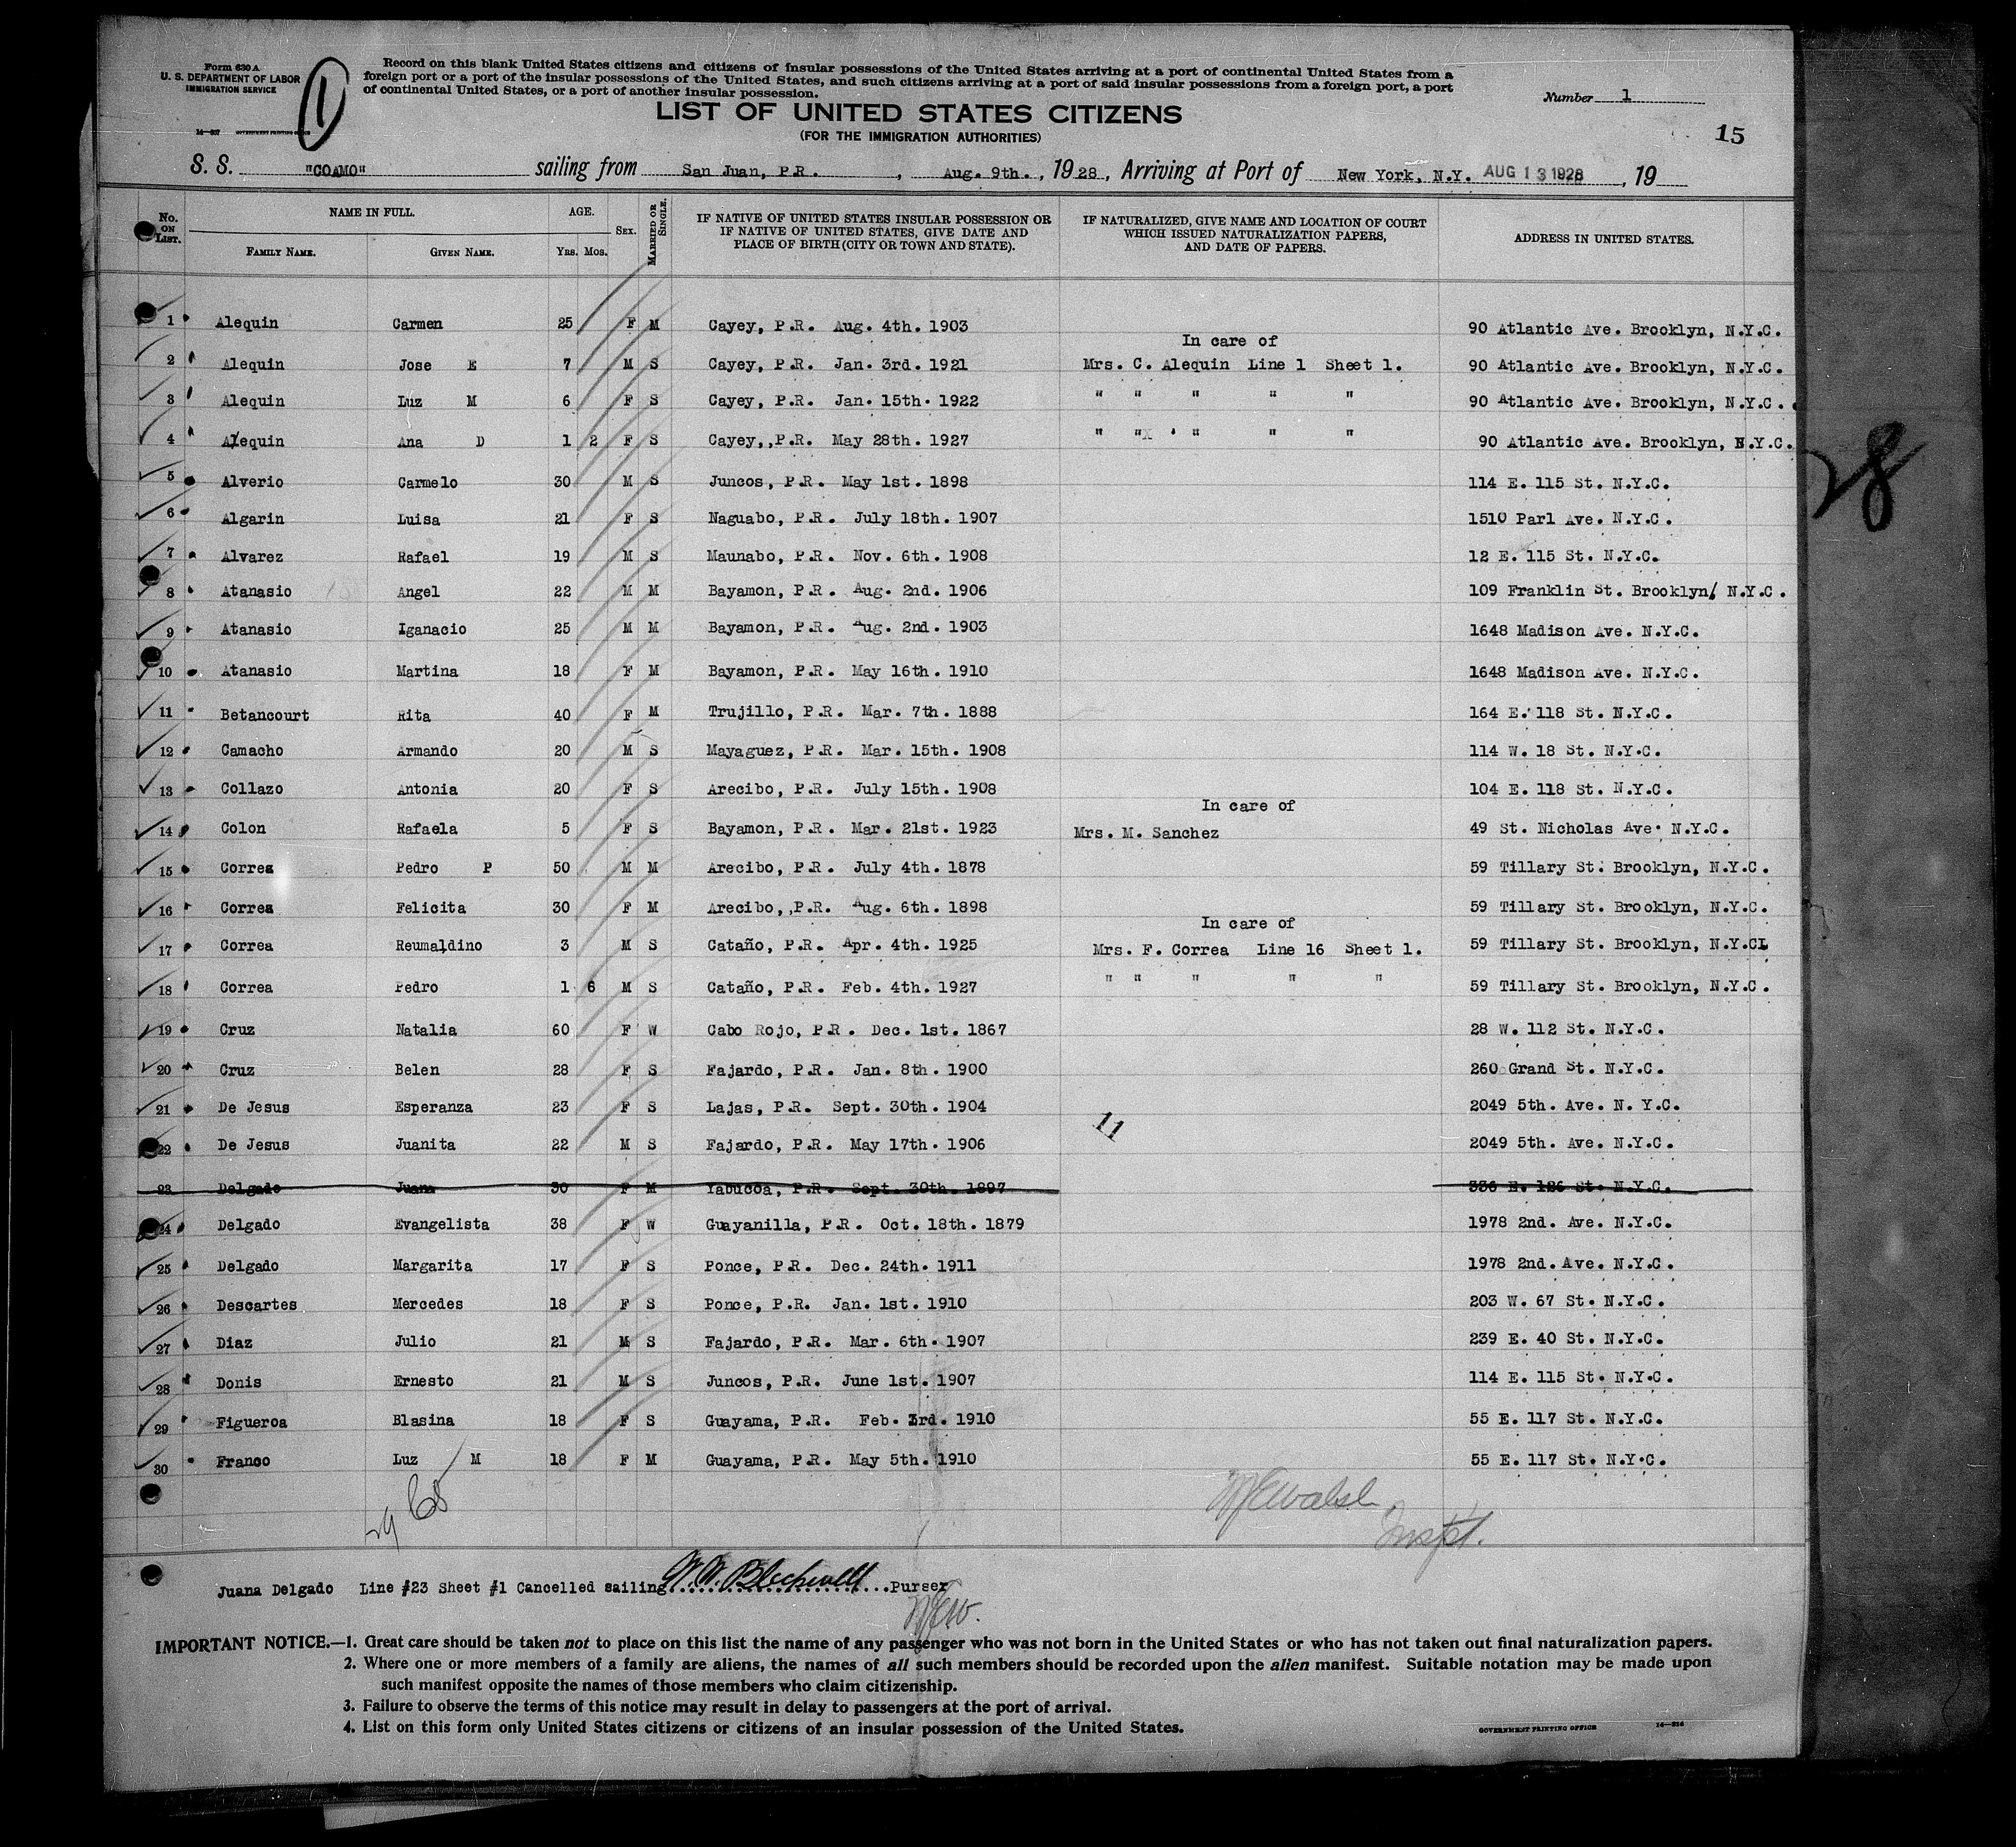 Form 630 A
U. S. DEPARTMENT OF LABOR
IMMIGRATION SERVICE
14—207 GOVERNMENT PRINTING OFFICE
1
Record on this blank United States citizens and citizens of insular possessions of the United States arriving at a port of continental United States from a
foreign port or a port of the insular possessions of the United States, and such citizens arriving at a port of said insular possessions from a foreign port, a port
of continental United States, or a port of another insular possession.
Number 1
LIST OF UNITED STATES CITIZENS
(FOR THE IMMIGRATION AUTHORITIES)
15
S. S. "COAMO" sailing from San Juan, P.R. , Aug. 9th. , 1928 , Arriving at Port of New York, N.Y. AUG 13 1928 , 19
No. ON LIST. NAME IN FULL. FAMILY NAME. GIVEN NAME. AGE. YRS. MOS. SEX. MARRIED OR SINGLE. IF NATIVE OF UNITED STATES INSULAR POSSESSION OR IF NATIVE OF UNITED STATES, GIVE DATE AND PLACE OF BIRTH (CITY OR TOWN AND STATE). IF NATURALIZED, GIVE NAME AND LOCATION OF COURT WHICH ISSUED NATURALIZATION PAPERS, AND DATE OF PAPERS. ADDRESS IN UNITED STATES.
1 Alequin Carmen 25 F M Cayey, P.R. Aug. 4th. 1903 90 Atlantic Ave. Brooklyn, N.Y.C.
In care of
2 Alequin Jose E 7 M S Cayey, P.R. Jan. 3rd. 1921 Mrs. C. Alequin Line 1 Sheet 1. 90 Atlantic Ave. Brooklyn, N.Y.C.
3 Alequin Luz M 6 F S Cayey, P.R. Jan. 15th. 1922 " " " " " 90 Atlantic Ave. Brooklyn, N.Y.C.
4 Alequin Ana D 1 2 F S Cayey,,P.R. May 28th. 1927 " " " " " 90 Atlantic Ave. Brooklyn, N.Y.C.
5 Alverio Carmelo 30 M S Juncos, P.R. May 1st. 1898 114 E. 115 St. N.Y.C.
6 Algarin Luisa 21 F S Naguabo, P.R. July 18th. 1907 1510 Parl Ave. N.Y.C.
7 Alvarez Rafael 19 M S Maunabo, P.R. Nov. 6th. 1908 12 E. 115 St. N.Y.C.
8 Atanasio Angel 22 M M Bayamon, P.R. Aug. 2nd. 1906 109 Franklin St. Brooklyn, N.Y.C.
9 Atanasio Iganacio 25 M M Bayamon, P.R. Aug. 2nd. 1903 1648 Madison Ave. N.Y.C.
10 Atanasio Martina 18 F M Bayamon, P.R. May 16th. 1910 1648 Madison Ave. N.Y.C.
11 Betancourt Rita 40 F M Trujillo, P.R. Mar. 7th. 1888 164 E. 118 St. N.Y.C.
12 Camacho Armando 20 M S Mayaguez, P.R. Mar. 15th. 1908 114 W. 18 St. N.Y.C.
13 Collazo Antonia 20 F S Arecibo, P.R. July 15th. 1908 104 E. 118 St. N.Y.C.
In care of
14 Colon Rafaela 5 F S Bayamon, P.R. Mar. 21st. 1923 Mrs. M. Sanchez 49 St. Nicholas Ave. N.Y.C.
15 Correa Pedro P 50 M M Arecibo, P.R. July 4th. 1878 59 Tillary St. Brooklyn, N.Y.C.
16 Correa Felicita 30 F M Arecibo,,P.R. Aug. 6th. 1898 59 Tillary St. Brooklyn, N.Y.C.
In care of
17 Correa Reumaldino 3 M S Cataño, P.R. Apr. 4th. 1925 Mrs. F. Correa Line 16 Sheet 1. 59 Tillary St. Brooklyn, N.Y.CL
18 Correa Pedro 1 6 M S Cataño, P.R. Feb. 4th. 1927 " " " " " 59 Tillary St. Brooklyn, N.Y.C.
19 Cruz Natalia 60 F W Cabo Rojo, P.R. Dec. 1st. 1867 28 W. 112 St. N.Y.C.
20 Cruz Belen 28 F S Fajardo, P.R. Jan. 8th. 1900 260 Grand St. N.Y.C.
21 De Jesus Esperanza 23 F S Lajas, P.R. Sept. 30th. 1904 2049 5th. Ave. N. Y.C.
11
22 De Jesus Juanita 22 M S Fajardo, P.R. May 17th. 1906 2049 5th. Ave. N.Y.C.
23 Delgado Juana 30 F M Yabucoa, P.R. Sept. 30th. 1897 336 E. 126 St. N.Y.C.
24 Delgado Evangelista 38 F W Guayanilla, P.R. Oct. 18th. 1879 1978 2nd. Ave. N.Y.C.
25 Delgado Margarita 17 F S Ponce, P.R. Dec. 24th. 1911 1978 2nd. Ave. N.Y.C.
26 Descartes Mercedes 18 F S Ponce, P.R. Jan. 1st. 1910 203 W. 67 St. N.Y.C.
27 Diaz Julio 21 M S Fajardo, P.R. Mar. 6th. 1907 239 E. 40 St. N.Y.C.
28 Donis Ernesto 21 M S Juncos, P.R. June 1st. 1907 114 E. 115 St. N.Y.C.
29 Figueroa Blasina 18 F S Guayama, P.R. Feb. 3rd. 1910 55 E. 117 St. N.Y.C.
30 Franco Luz M 18 F M Guayama, P.R. May 5th. 1910 55 E. 117 St. N.Y.C.
28
29 68
Walsh
Inspt.
Juana Delgado Line #23 Sheet #1 Cancelled sailing W. W. Blackwell Purser
IMPORTANT NOTICE.—1. Great care should be taken not to place on this list the name of any passenger who was not born in the United States or who has not taken out final naturalization papers.
2. Where one or more members of a family are aliens, the names of all such members should be recorded upon the alien manifest. Suitable notation may be made upon
such manifest opposite the names of those members who claim citizenship.
3. Failure to observe the terms of this notice may result in delay to passengers at the port of arrival.
4. List on this form only United States citizens or citizens of an insular possession of the United States.
GOVERNMENT PRINTING OFFICE